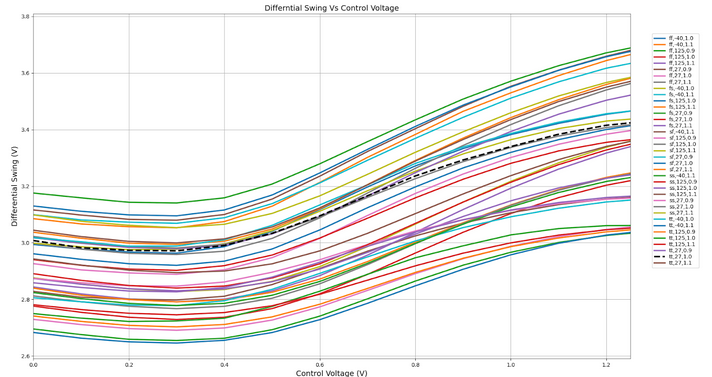 Differntial Swing Vs Control Voltage
Differential Swing (V)
3.8
3.6
3.4
3.2
3.0
2.8
2.6
0.0
0.2
0.4
0.6
0.8
1.0
1.2
Control Voltage (V)
ff,-40,1.0
ff,-40,1.1
ff,125,0.9
ff,125,1.0
ff,125,1.1
ff,27,0.9
ff,27,1.0
ff,27,1.1
fs,-40,1.0
fs,-40,1.1
fs,125,1.0
fs,125,1.1
fs,27,0.9
fs,27,1.0
fs,27,1.1
sf,-40,1.1
sf,125,0.9
sf,125,1.0
sf,125,1.1
sf,27,0.9
sf,27,1.0
sf,27,1.1
ss,-40,1.1
ss,125,0.9
ss,125,1.0
ss,125,1.1
ss,27,0.9
ss,27,1.0
ss,27,1.1
tt,-40,1.0
tt,-40,1.1
tt,125,0.9
tt,125,1.0
tt,125,1.1
tt,27,0.9
tt,27,1.0
tt,27,1.1